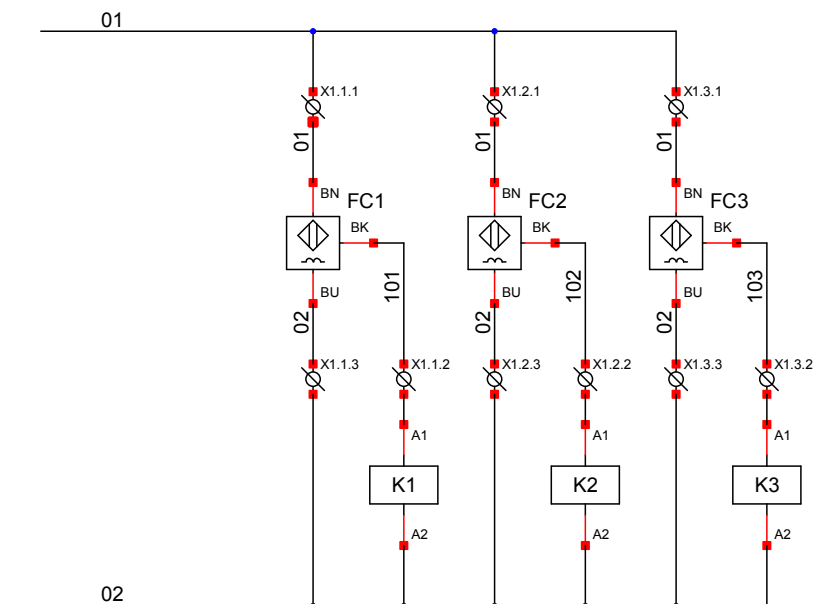 01
X1.1.1 X1.2.1 X1.3.1
01 01 01
BN BN BN
FC1 FC2 FC3
BK BK BK
101 102 103
BU BU BU
02 02 02
X1.1.3 X1.1.2 X1.2.3 X1.2.2 X1.3.3 X1.3.2
A1 A1 A1
K1 K2 K3
A2 A2 A2
02